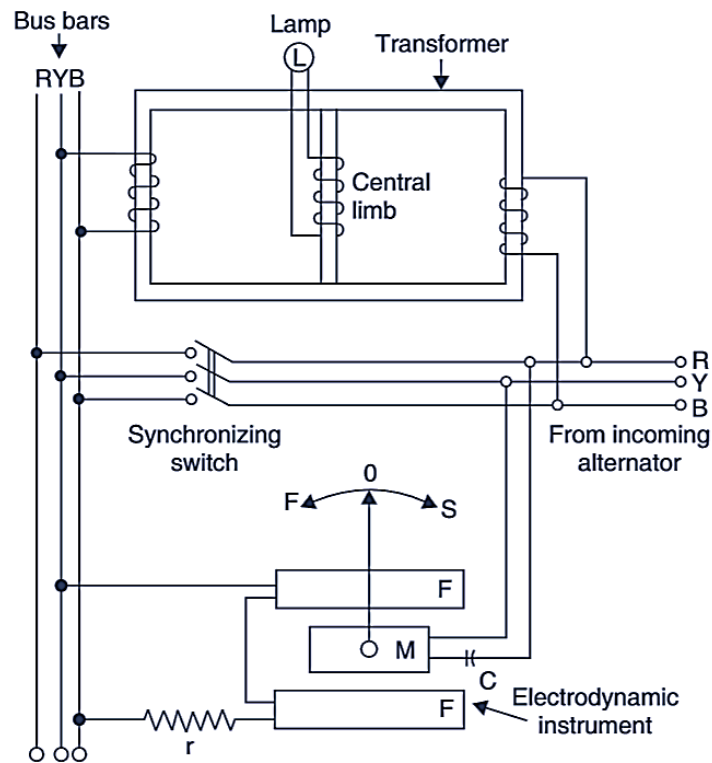 Bus bars
RYB
Lamp
L
Transformer
Central
limb
R
Y
B
Synchronizing
switch
From incoming
alternator
0
F
S
F
M
C
F
r
Electrodynamic
instrument